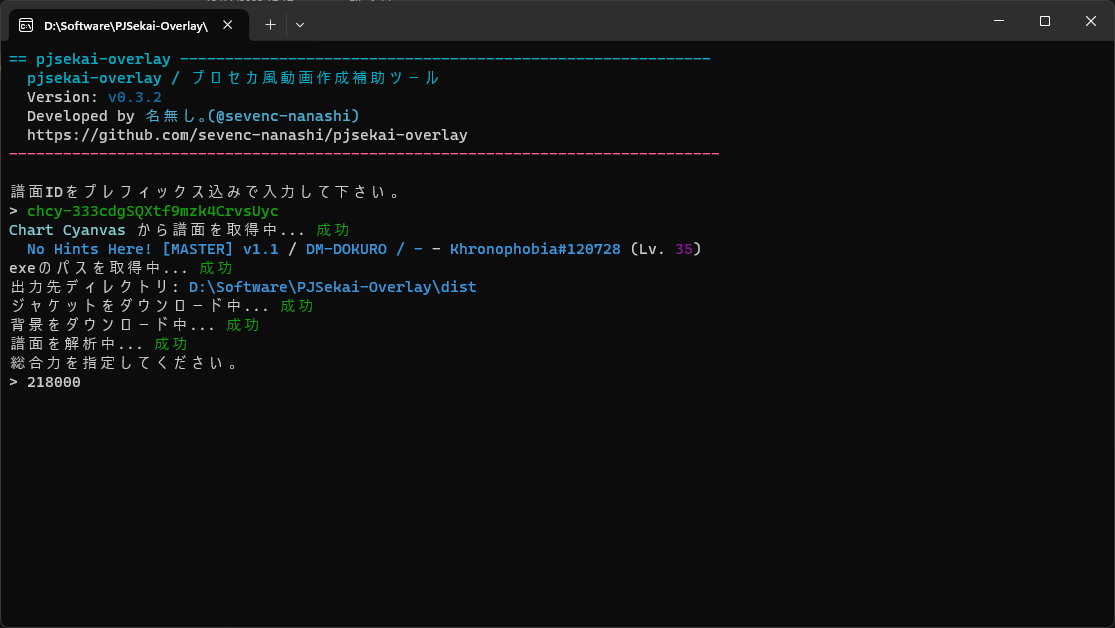 D:\Software\PJSekai-Overlay\
== pjsekai-overlay -----------------------------------------------------------
pjsekai-overlay / プロセカ風動画作成補助ツール
Version: v0.3.2
Developed by 名無し｡(@sevenc-nanashi)
https://github.com/sevenc-nanashi/pjsekai-overlay
-------------------------------------------------------------------------------
譜面IDをプレフィックス込みで入力して下さい。
> chcy-333cdgSQXtf9mzk4CrvsUyc
Chart Cyanvas から譜面を取得中... 成功
No Hints Here! [MASTER] v1.1 / DM-DOKURO / - - Khronophobia#120728 (Lv. 35)
exeのパスを取得中... 成功
出力先ディレクトリ: D:\Software\PJSekai-Overlay\dist
ジャケットをダウンロード中... 成功
背景をダウンロード中... 成功
譜面を解析中... 成功
総合力を指定してください。
> 218000